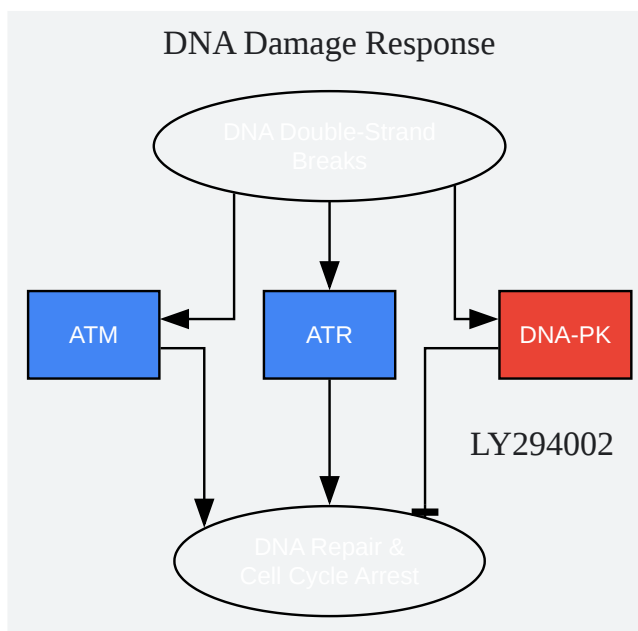 DNA Damage Response
DNA Double-Strand
Breaks
ATM
ATR
DNA-PK
LY294002
DNA Repair &
Cell Cycle Arrest